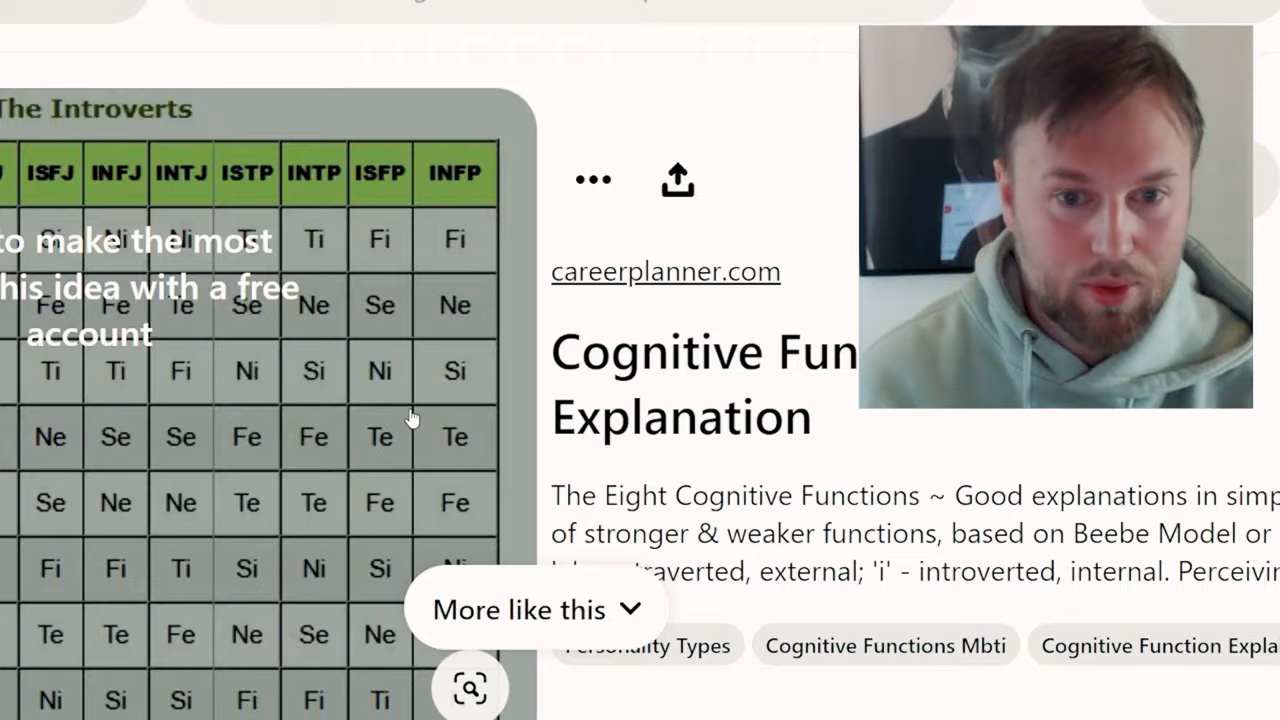 The Introverts
ISFJ INFJ INTJ ISTP INTP ISFP INFP
Ti Fi Fi
to make the most
Fe Fe Te Se Ne Se Ne
his idea with a free
account
Ti Ti Fi Ni Si Ni Si
Ne Se Se Fe Fe Te Te
Se Ne Ne Te Te Fe Fe
Fi Fi Ti Si Ni Si
Te Te Fe Ne Se Ne
Ni Si Si Fi Fi Ti
More like this
careerplanner.com
Cognitive Fun
Explanation
The Eight Cognitive Functions ~ Good explanations in simp
of stronger & weaker functions, based on Beebe Model or
'i' - introverted, internal. Perceivin
Personality Types
Cognitive Functions Mbti
Cognitive Function Expla